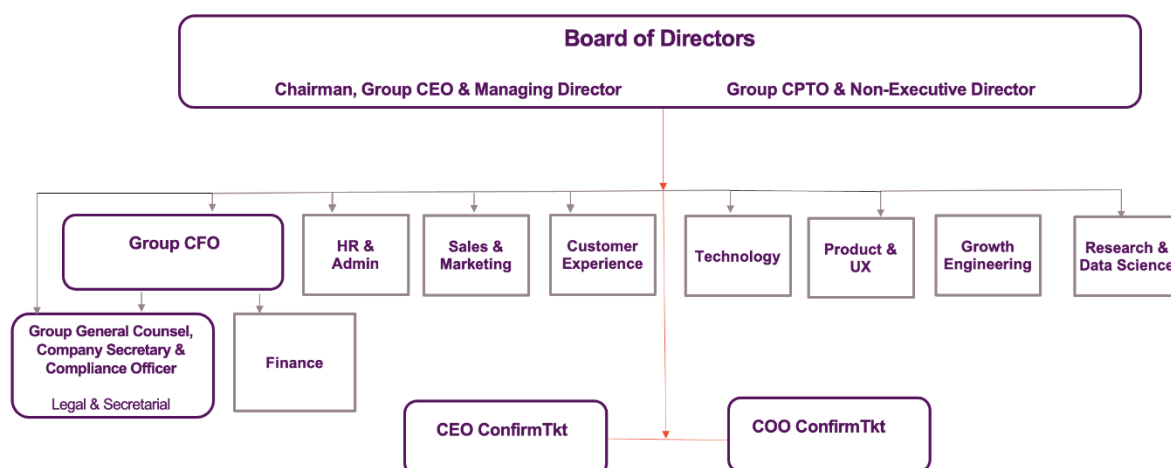 Board of Directors
Chairman, Group CEO & Managing Director
Group CPTO & Non-Executive Director
Group CFO
HR &
Admin
Sales &
Marketing
Customer
Experience
Technology
Product &
UX
Growth
Engineering
Research &
Data Science
Group General Counsel,
Company Secretary &
Compliance Officer
Legal & Secretarial
Finance
CEO ConfirmTkt
COO ConfirmTkt